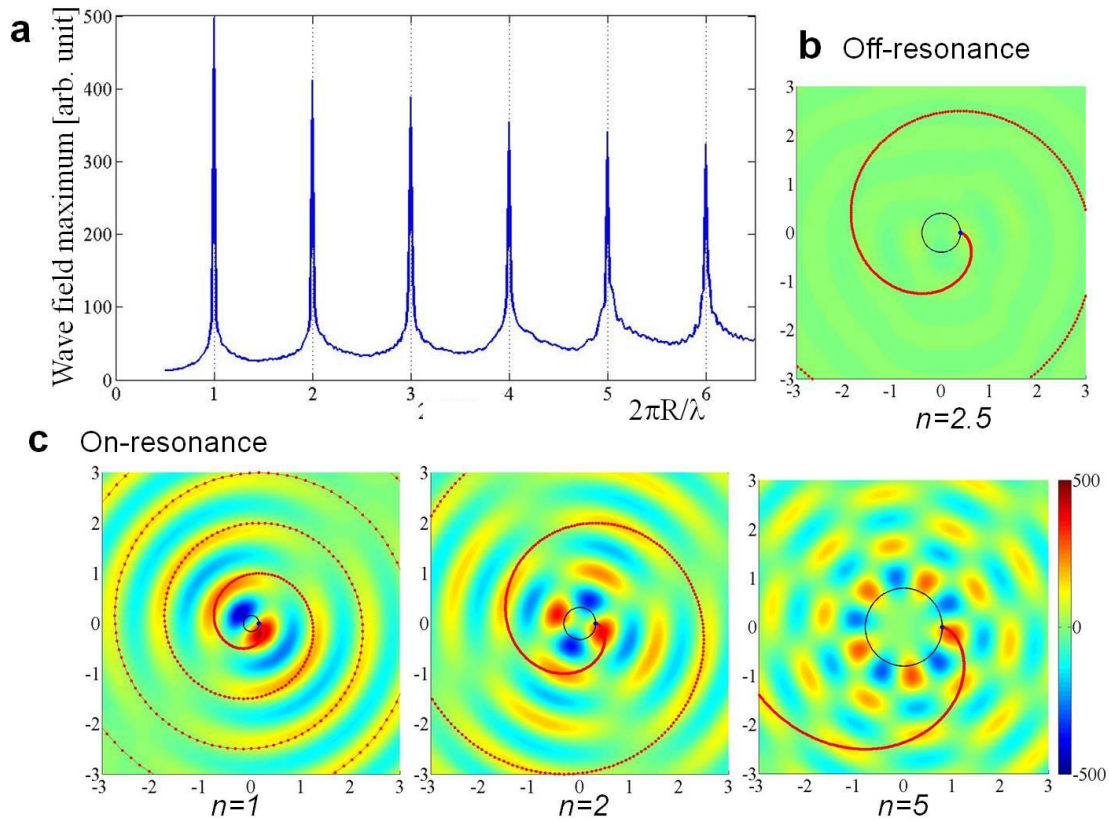 a
Wave field maximum [arb. unit]
500
400
300
200
100
0
0 1 2 3 4 5 6
2πR/λ
b Off-resonance
3
2
1
0
-1
-2
-3
-3 -2 -1 0 1 2 3
n=2.5
c On-resonance
3
2
1
0
-1
-2
-3
-3 -2 -1 0 1 2 3
n=1
3
2
1
0
-1
-2
-3
-3 -2 -1 0 1 2 3
n=2
3
2
1
0
-1
-2
-3
-3 -2 -1 0 1 2 3
n=5
500
0
-500